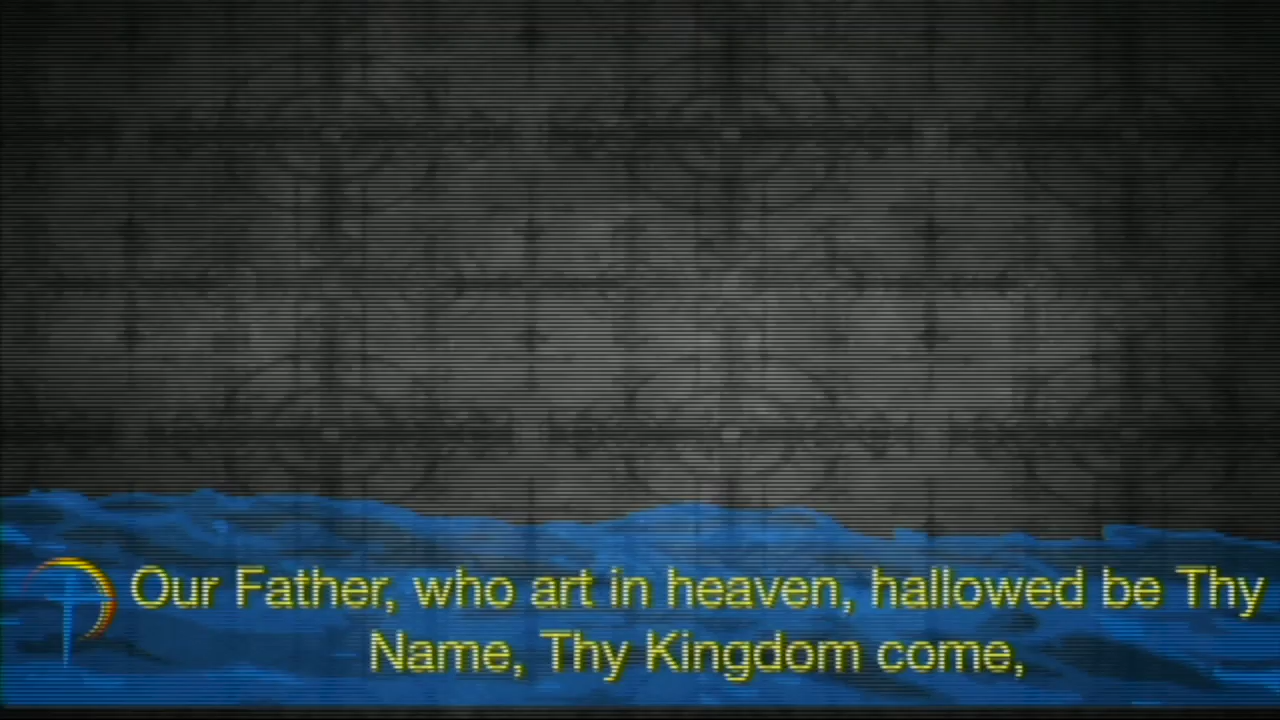 Our Father, who art in heaven, hallowed be Thy
Name, Thy Kingdom come,